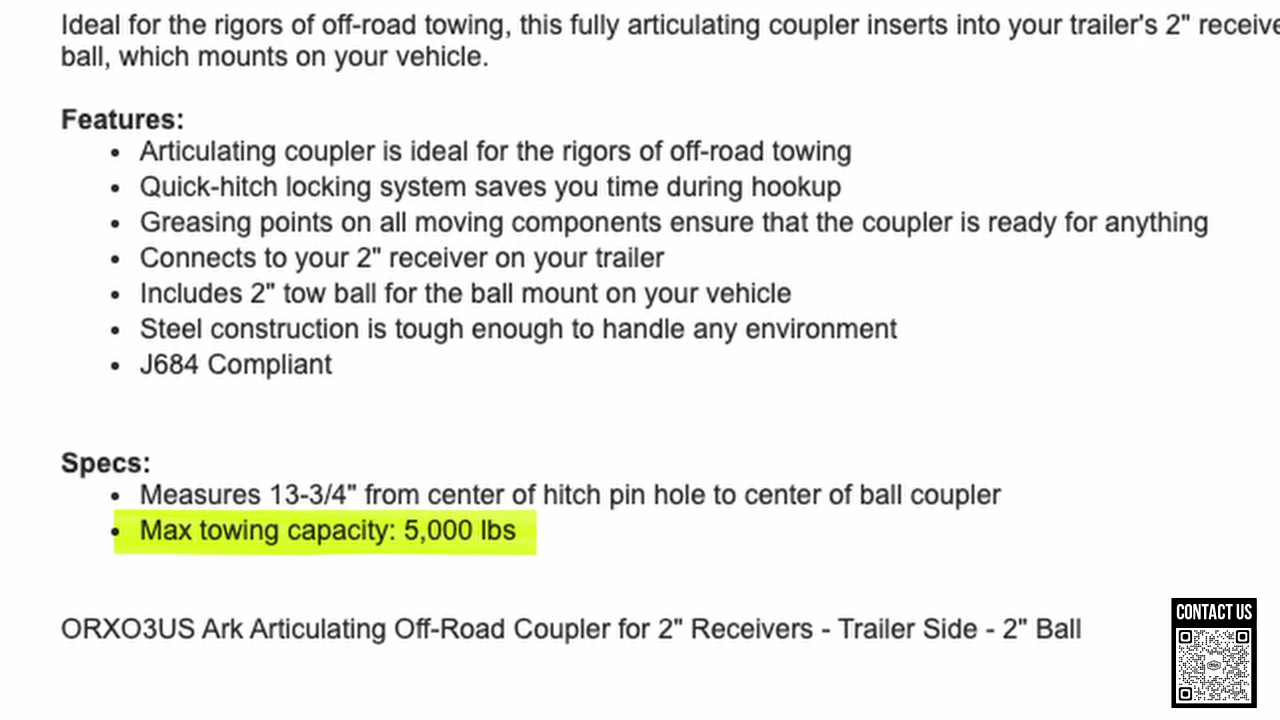 Ideal for the rigors of off-road towing, this fully articulating coupler inserts into your trailer's 2" receive
ball, which mounts on your vehicle.
Features:
• Articulating coupler is ideal for the rigors of off-road towing
• Quick-hitch locking system saves you time during hookup
• Greasing points on all moving components ensure that the coupler is ready for anything
• Connects to your 2" receiver on your trailer
• Includes 2" tow ball for the ball mount on your vehicle
• Steel construction is tough enough to handle any environment
• J684 Compliant
Specs:
• Measures 13-3/4" from center of hitch pin hole to center of ball coupler
• Max towing capacity: 5,000 lbs
ORXO3US Ark Articulating Off-Road Coupler for 2" Receivers - Trailer Side - 2" Ball
CONTACT US